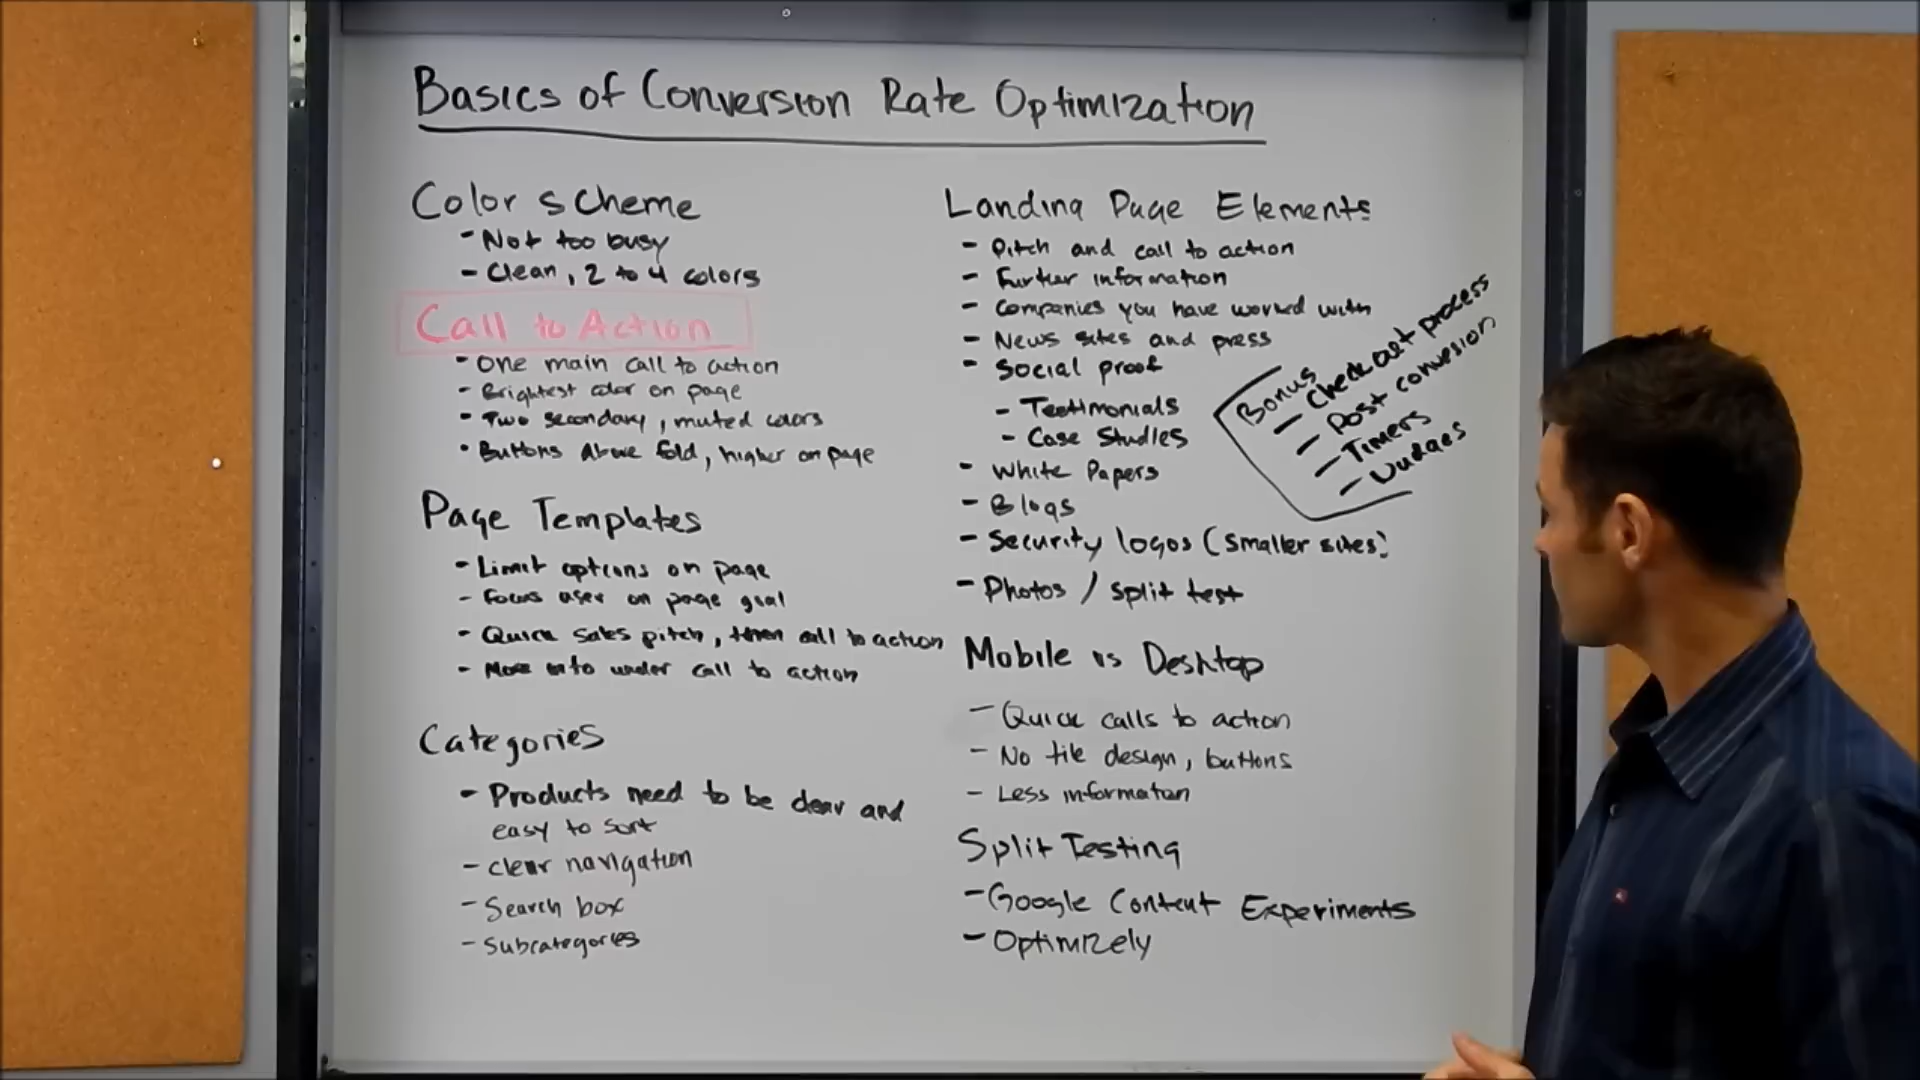 Basics of Conversion Rate Optimization
Color scheme
- Not too busy
- Clean, 2 to 4 colors
Call to Action
- One main call to action
- Brightest color on page
- Two secondary, muted colors
- Buttons above fold, higher on page
Page Templates
- Limit options on page
- Focus user on page goal
- Quick sales pitch, then call to action
- More info under call to action
Categories
- Products need to be clear and
easy to sort
- clear navigation
- Search box
- Subcategories
Landing Page Elements
- Pitch and call to action
- Further information
- Companies you have worked with
- News sites and press
- Social proof
- Testimonials
- Case Studies
- White Papers
- Blogs
- Security logos (smaller sites)
- Photos / split test
Bonus
- Checkout process
- Post conversion
- Timers
- Nudges
Mobile vs Desktop
- Quick calls to action
- No tile design, buttons
- Less information
Split Testing
- Google Content Experiments
- Optimizely